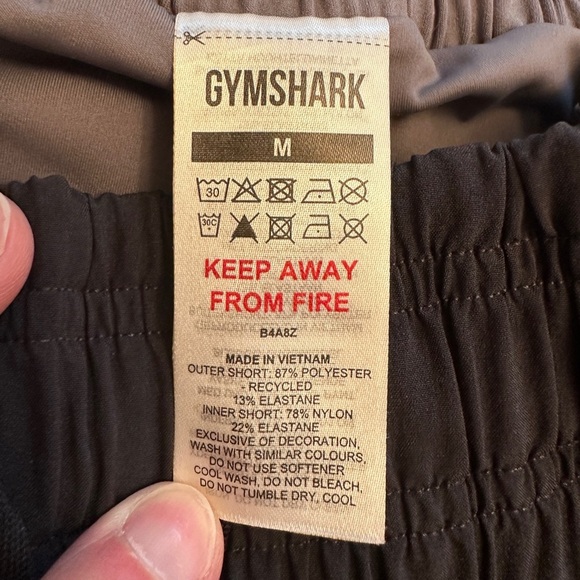 GYMSHARK
M
30
30C
KEEP AWAY
FROM FIRE
B4A8Z
MADE IN VIETNAM
OUTER SHORT: 87% POLYESTER
- RECYCLED
13% ELASTANE
INNER SHORT: 78% NYLON
22% ELASTANE
EXCLUSIVE OF DECORATION,
WASH WITH SIMILAR COLOURS,
DO NOT USE SOFTENER
COOL WASH, DO NOT BLEACH,
DO NOT TUMBLE DRY, COOL